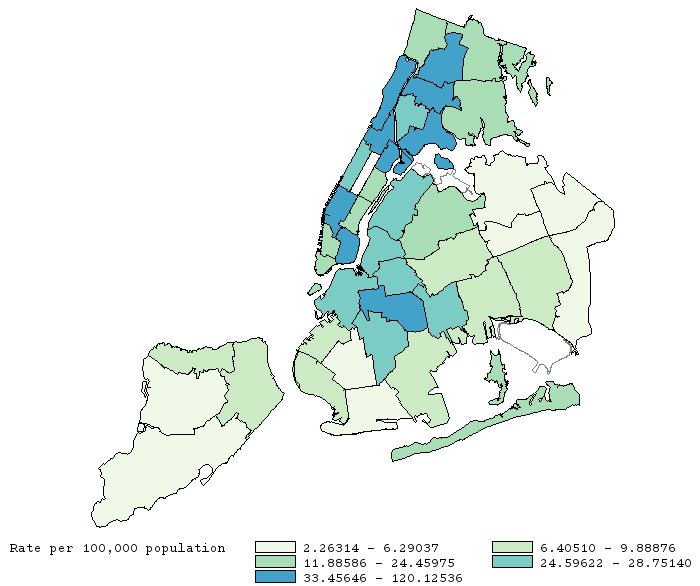 Rate per 100,000 population 2.26314 - 6.29037 6.40510 - 9.88876
11.88586 - 24.45975 24.59622 - 28.75140
33.45646 - 120.12536